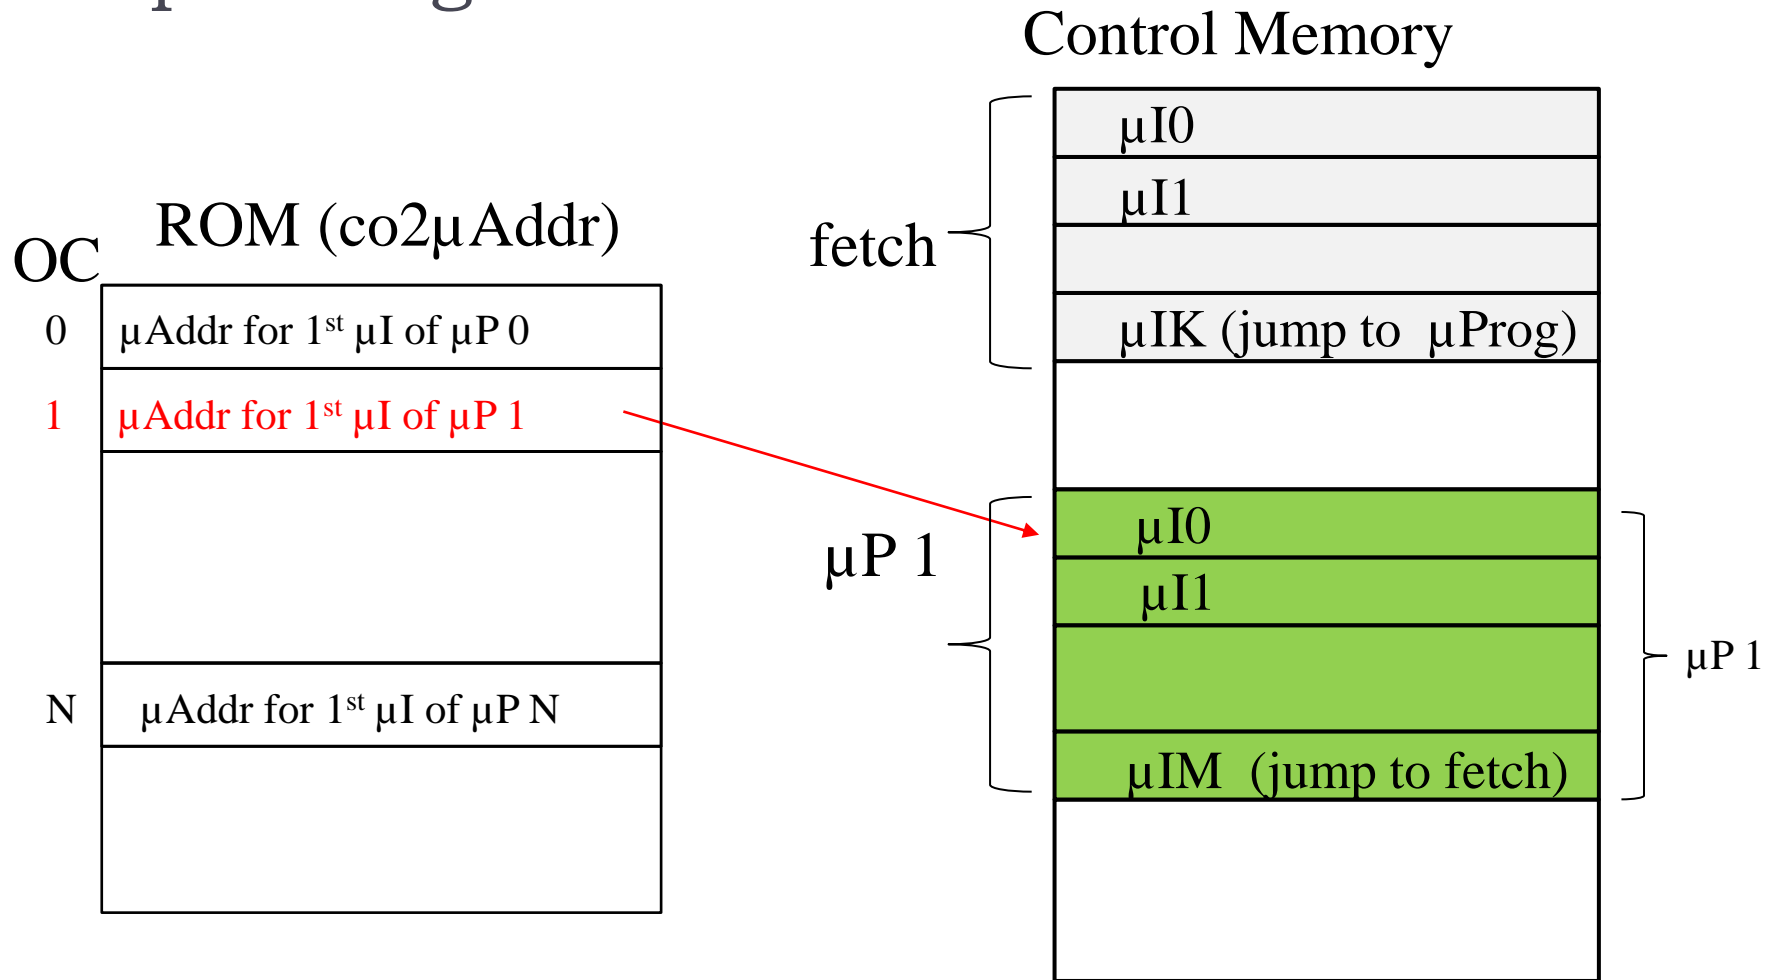 Control Memory
ROM (co2µAddr)
OC
0 µAddr for 1st µI of µP 0
1 µAddr for 1st µI of µP 1
N µAddr for 1st µI of µP N
fetch
µI0
µI1
µIK (jump to µProg)
µP 1
µI0
µI1
µIM (jump to fetch)
µP 1